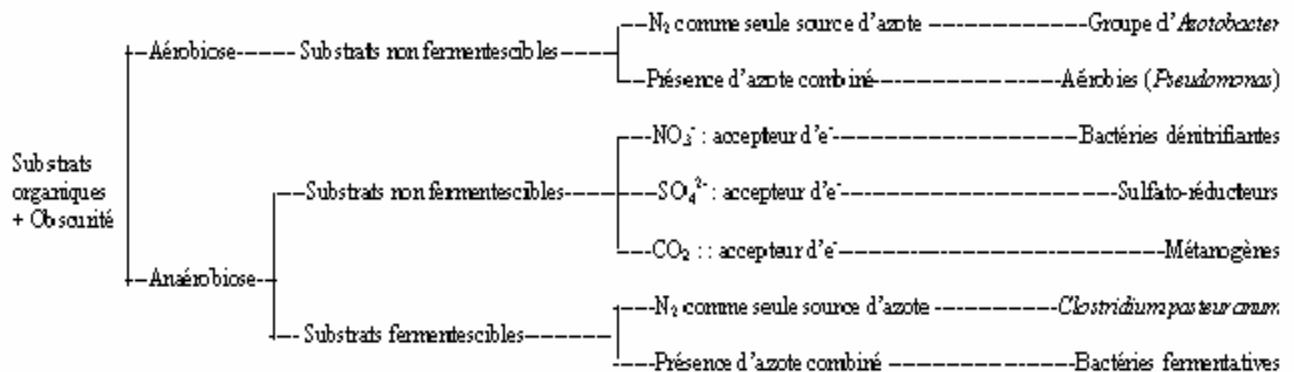 N₂ comme seule source d'azote Groupe d'Azotobacter
Aérobiose Substrats non fermentescibles
Présence d'azote combiné Aérobies (Pseudomonas)
NO₃⁻ : accepteur d'e⁻ Bactéries dénitrifiantes
Substrats
organiques
+ Obscurité
Substrats non fermentescibles SO₄²⁻ : accepteur d'e⁻ Sulfato-réducteurs
CO₂ : : accepteur d'e⁻ Métanogènes
Anaérobiose
N₂ comme seule source d'azote Clostridium pasteuranum
Substrats fermentescibles
Présence d'azote combiné Bactéries fermentatives